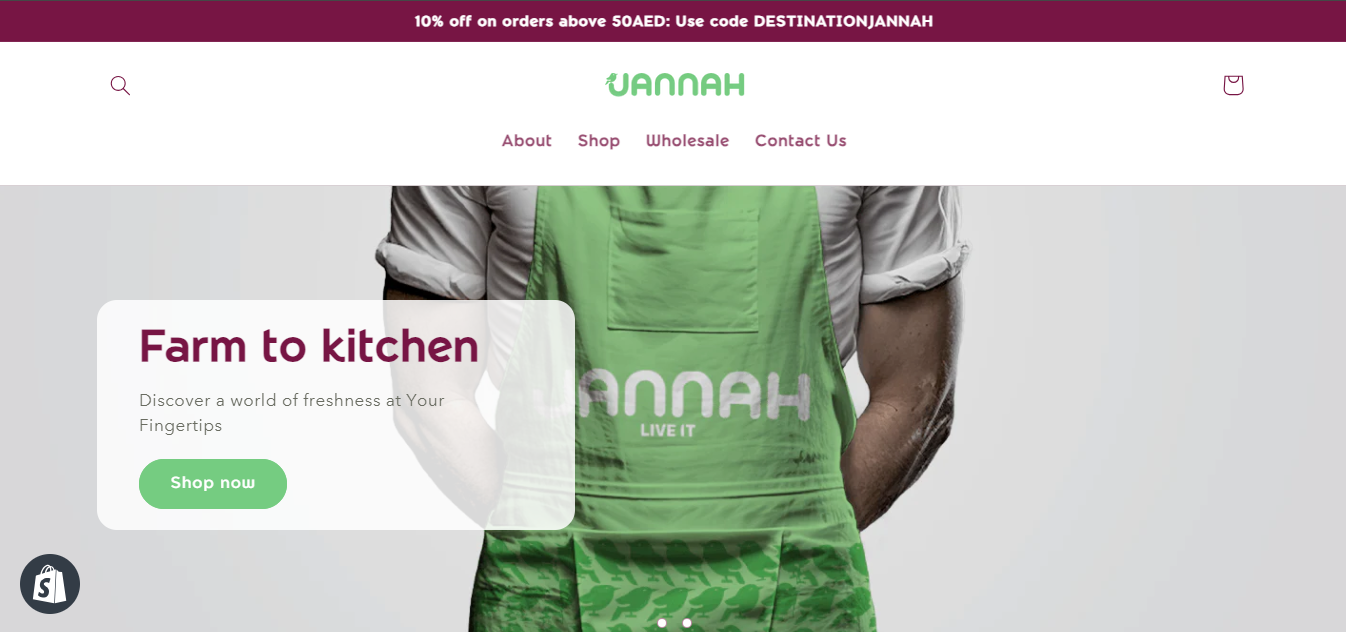 10% off on orders above 50AED: Use code DESTINATIONJANNAH
JANNAH
About Shop Wholesale Contact Us
Farm to kitchen
Discover a world of freshness at Your
Fingertips
Shop now
JANNAH
LIVE IT